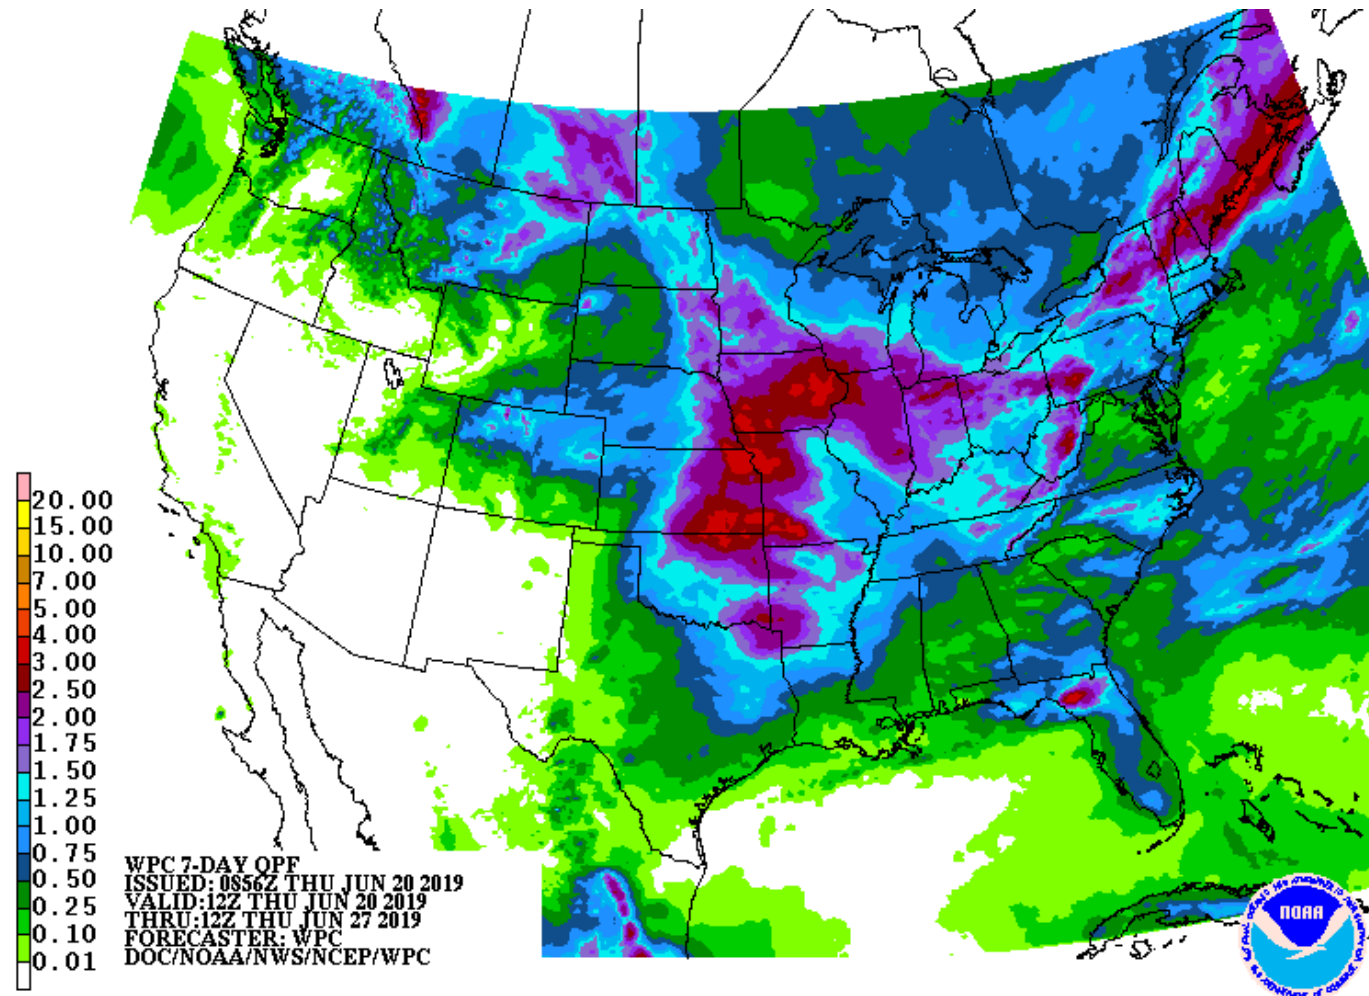 20.00
15.00
10.00
7.00
5.00
4.00
3.00
2.50
2.00
1.75
1.50
1.25
1.00
0.75
0.50
0.25
0.10
0.01
WPC 7-DAY QPF
ISSUED: 0856Z THU JUN 20 2019
VALID:12Z THU JUN 20 2019
THRU:12Z THU JUN 27 2019
FORECASTER: WPC
DOC/NOAA/NWS/NCEP/WPC
NOAA